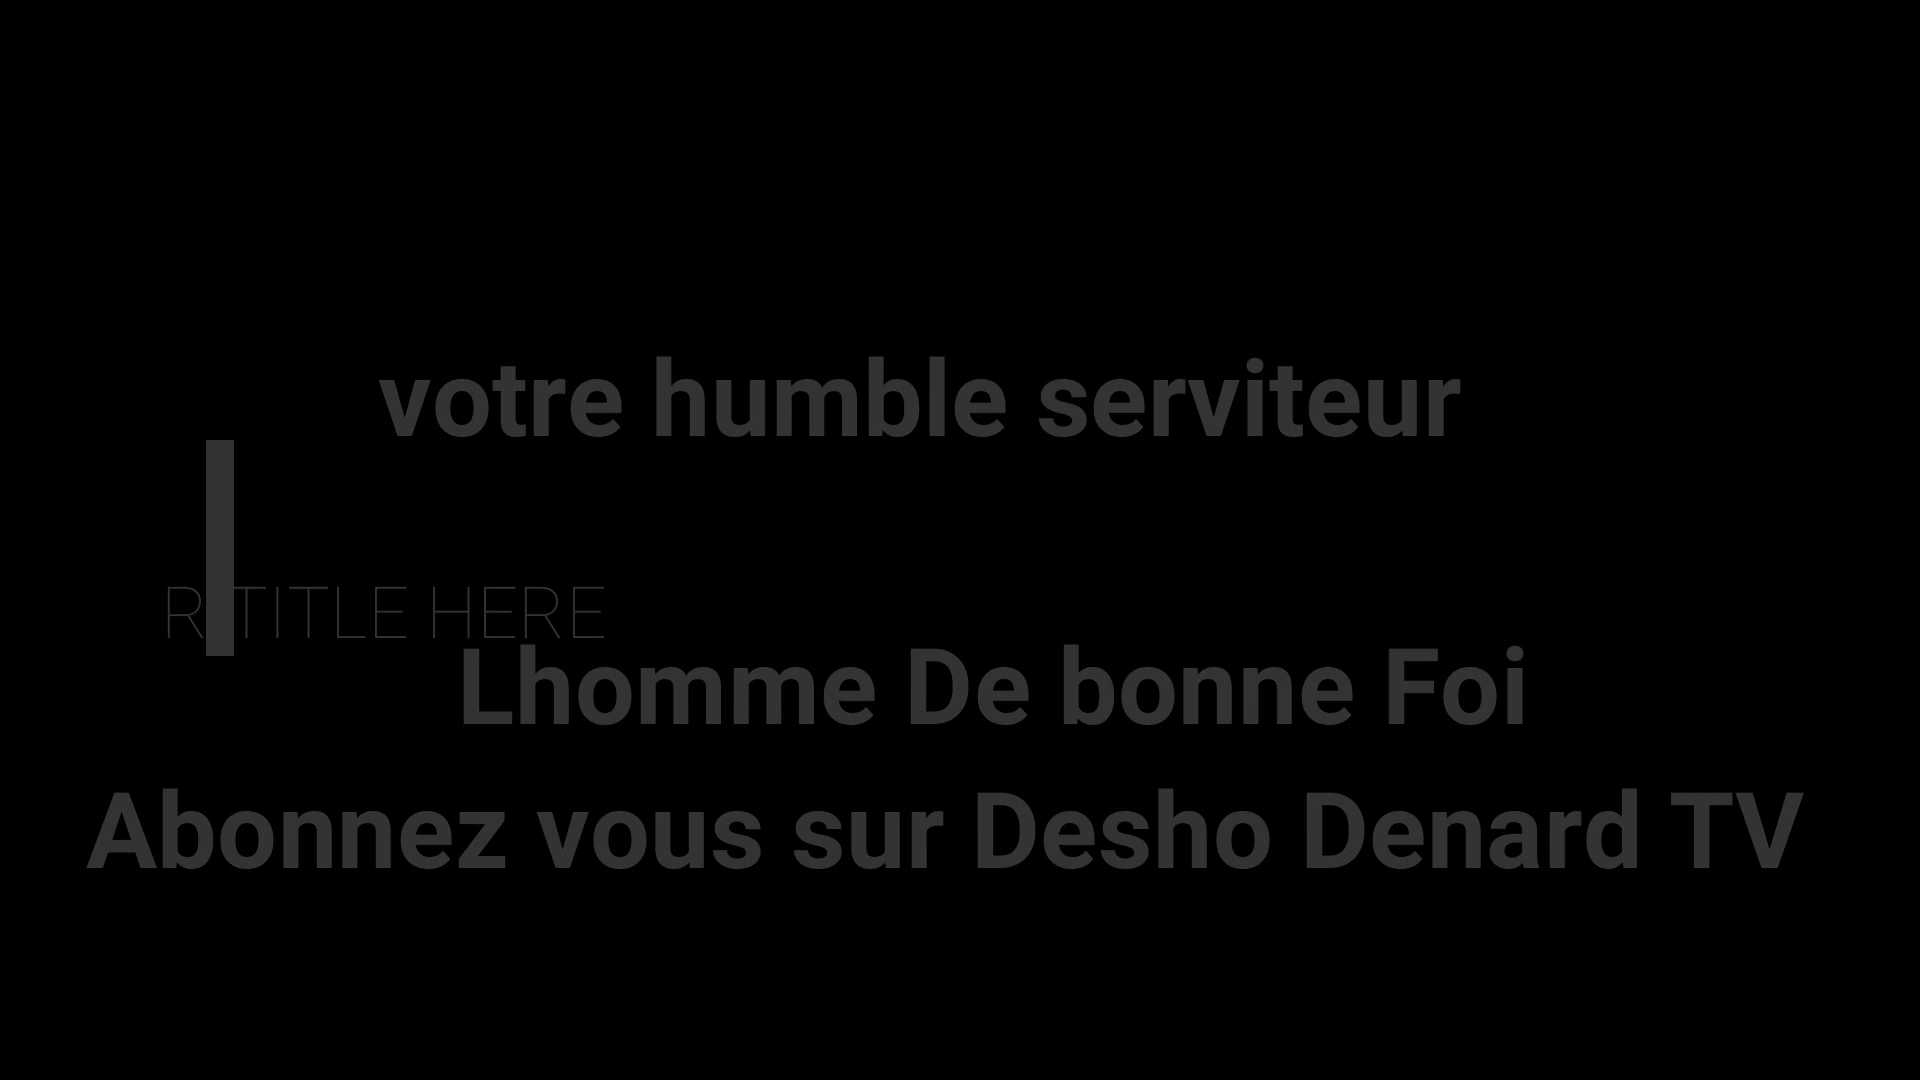 votre humble serviteur
R TITLE HERE
Lhomme De bonne Foi
Abonnez vous sur Desho Denard TV